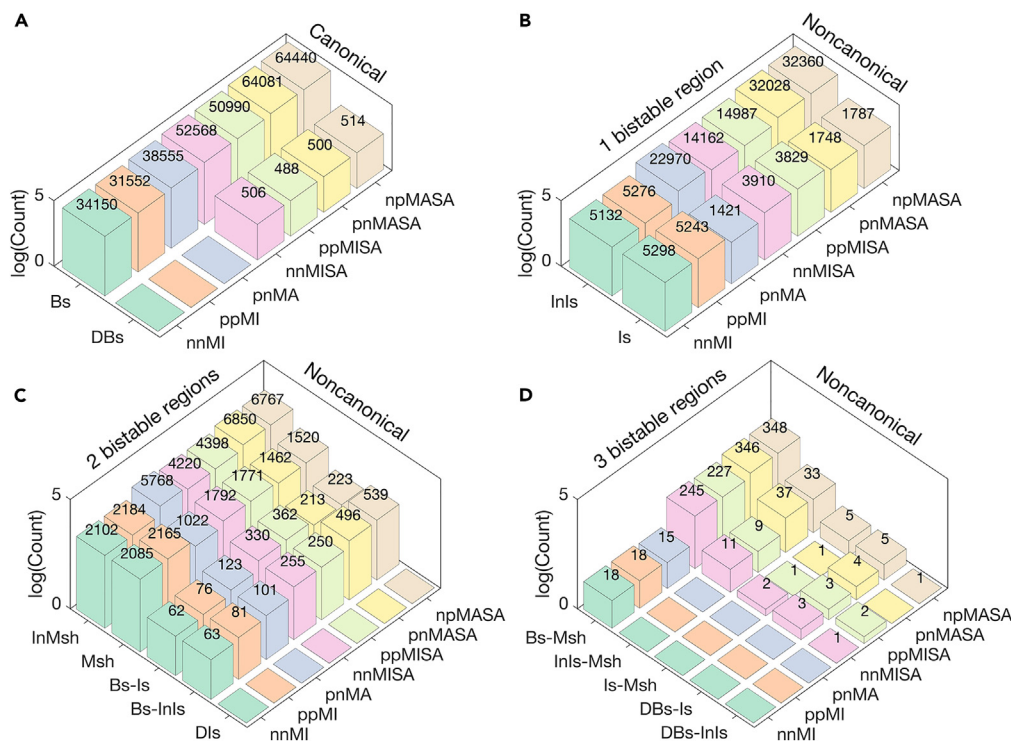 A
Canonical
64440
64081
50990
52568
38555
31552
34150
514
500
488
506
5
0
log(Count)
Bs
DBs
nnMI
ppMI
pnMA
nnMISA
ppMISA
pnMASA
npMASA
B
1 bistable region
Noncanonical
32360
32028
14987
14162
22970
5276
5132
1787
1748
3829
3910
1421
5243
5298
5
0
log(Count)
InIs
Is
nnMI
ppMI
pnMA
nnMISA
ppMISA
pnMASA
npMASA
C
2 bistable regions
Noncanonical
6767
6850
4398
4220
5768
2184
2102
1520
1462
1771
1792
1022
2165
2085
223
213
362
330
123
76
62
539
496
250
255
101
81
63
5
0
log(Count)
InMsh
Msh
Bs-Is
Bs-InIs
DIs
nnMI
ppMI
pnMA
nnMISA
ppMISA
pnMASA
npMASA
D
3 bistable regions
Noncanonical
348
346
227
245
15
18
18
33
37
9
11
5
1
1
2
5
4
3
3
1
2
1
5
0
log(Count)
Bs-Msh
InIs-Msh
Is-Msh
DBs-Is
DBs-InIs
nnMI
ppMI
pnMA
nnMISA
ppMISA
pnMASA
npMASA